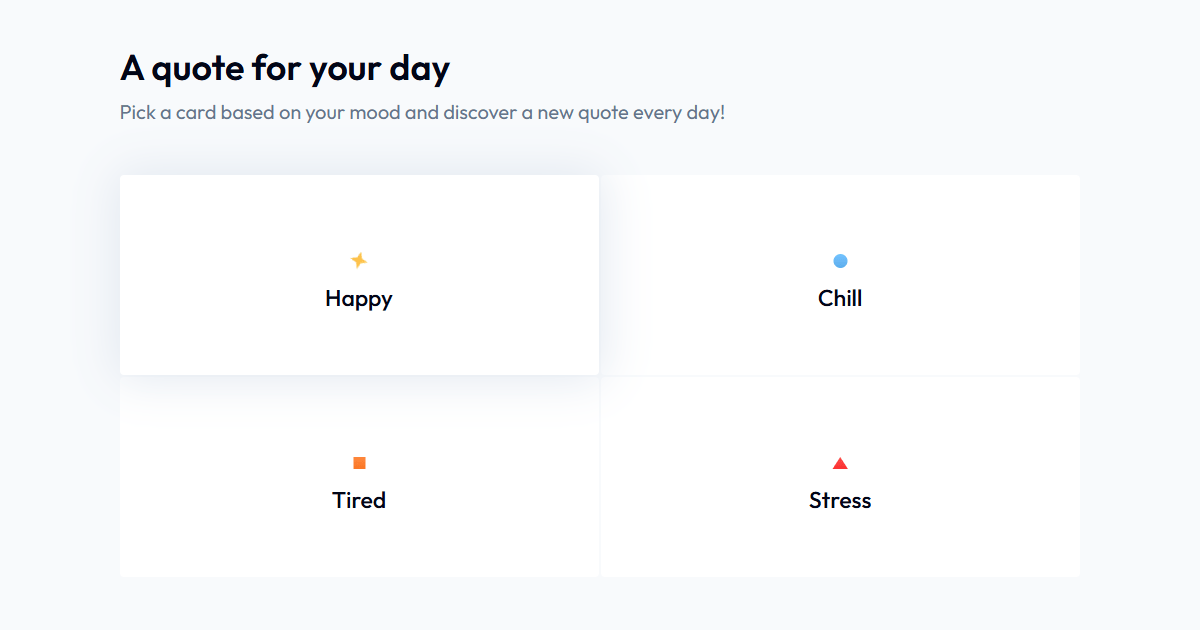 A quote for your day
Pick a card based on your mood and discover a new quote every day!
Happy
Chill
Tired
Stress